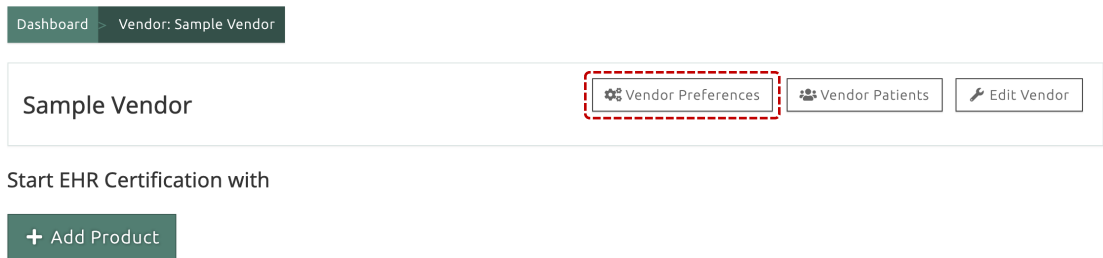 Dashboard > Vendor: Sample Vendor
Sample Vendor
Vendor Preferences
Vendor Patients
Edit Vendor
Start EHR Certification with
+ Add Product